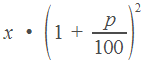 x • (1 + p/100)²